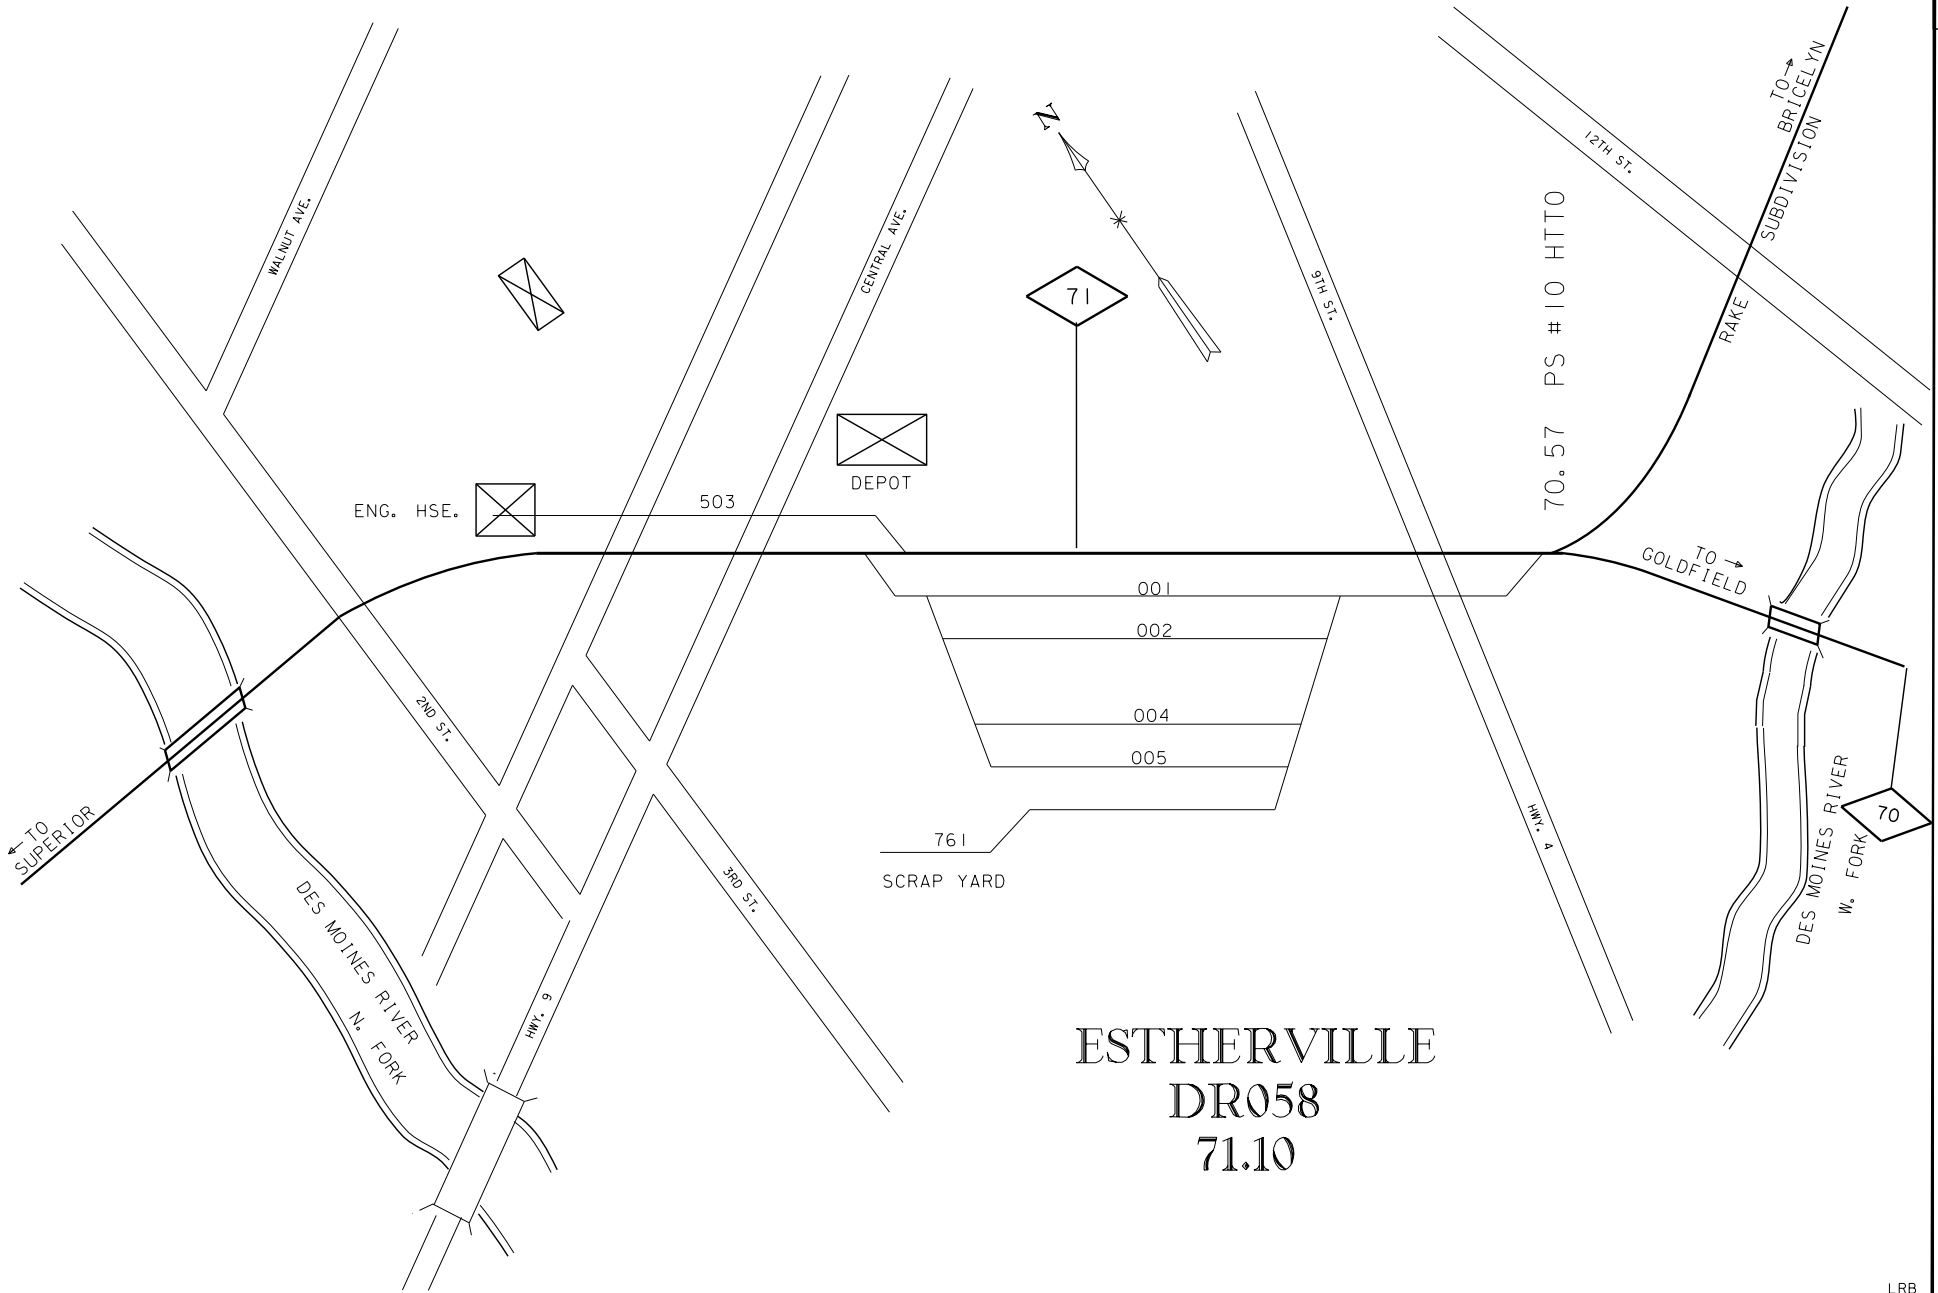 WALNUT AVE.
CENTRAL AVE.
N
71
9TH ST.
70.57 PS #10 HTTO
12TH ST.
TO
BRICELYN
RAKE SUBDIVISION
DEPOT
ENG. HSE.
503
001
002
004
005
761
SCRAP YARD
TO
GOLDFIELD
2ND ST.
3RD ST.
HWY. 4
HWY. 9
TO
SUPERIOR
DES MOINES RIVER
N. FORK
DES MOINES RIVER
W. FORK
70
ESTHERVILLE
DR058
71.10
LRB